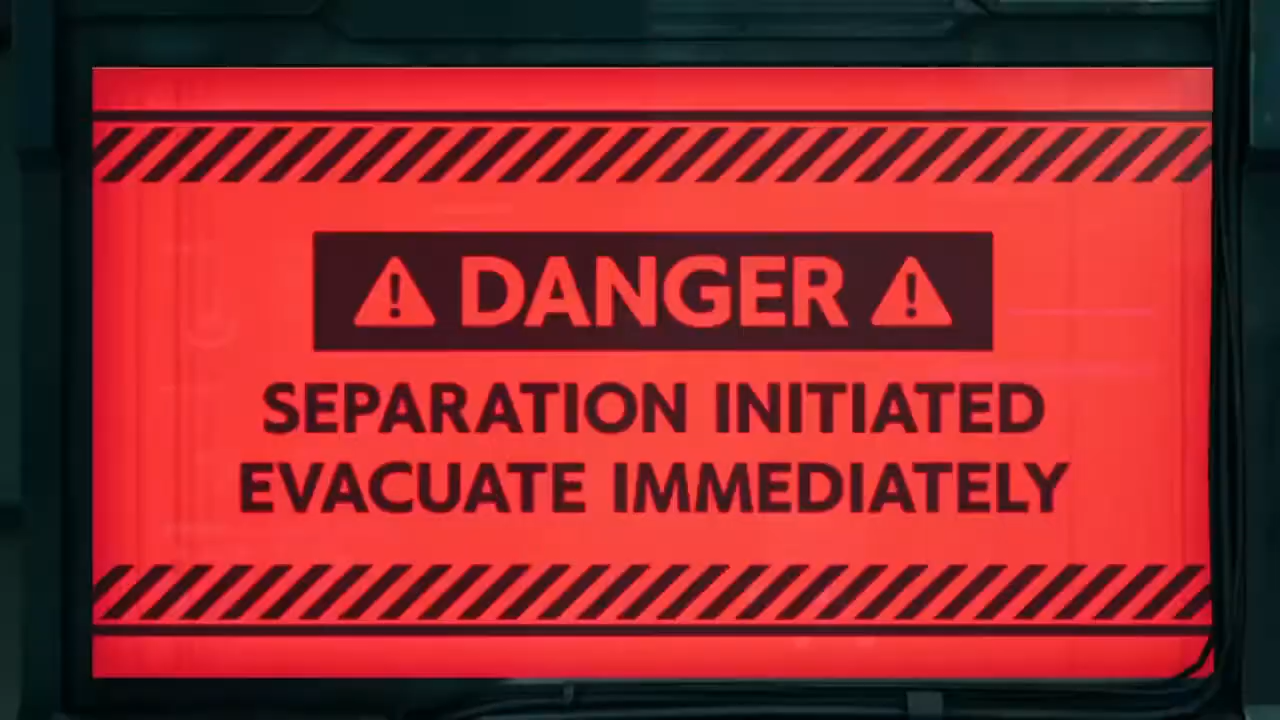 ⚠ DANGER ⚠
SEPARATION INITIATED
EVACUATE IMMEDIATELY